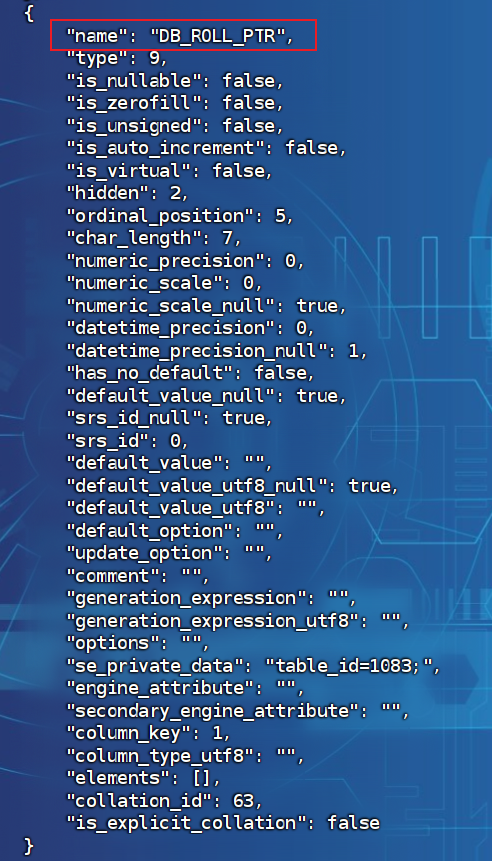 {
"name": "DB_ROLL_PTR",
"type": 9,
"is_nullable": false,
"is_zerofill": false,
"is_unsigned": false,
"is_auto_increment": false,
"is_virtual": false,
"hidden": 2,
"ordinal_position": 5,
"char_length": 7,
"numeric_precision": 0,
"numeric_scale": 0,
"numeric_scale_null": true,
"datetime_precision": 0,
"datetime_precision_null": 1,
"has_no_default": false,
"default_value_null": true,
"srs_id_null": true,
"srs_id": 0,
"default_value": "",
"default_value_utf8_null": true,
"default_value_utf8": "",
"default_option": "",
"update_option": "",
"comment": "",
"generation_expression": "",
"generation_expression_utf8": "",
"options": "",
"se_private_data": "table_id=1083;",
"engine_attribute": "",
"secondary_engine_attribute": "",
"column_key": 1,
"column_type_utf8": "",
"elements": [],
"collation_id": 63,
"is_explicit_collation": false
}